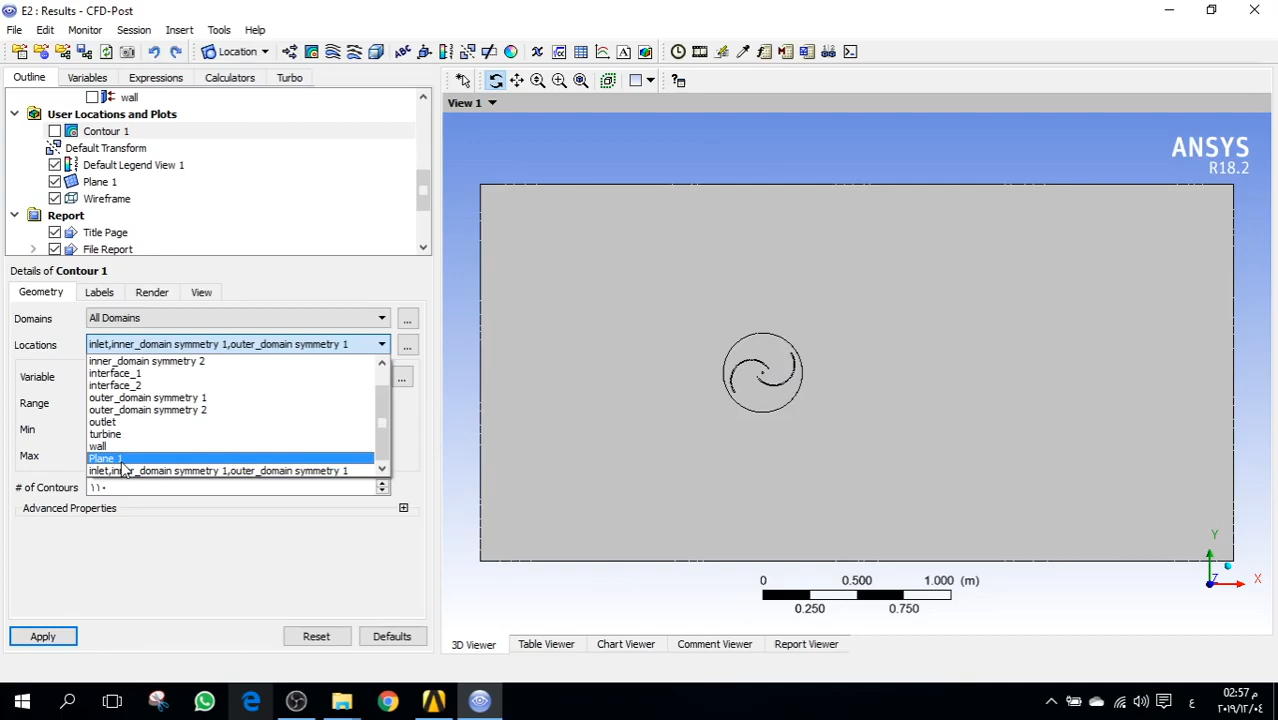 E2 : Results - CFD-Post
File Edit Monitor Session Insert Tools Help
Location
Outline Variables Expressions Calculators Turbo
wall
User Locations and Plots
Contour 1
Default Transform
Default Legend View 1
Plane 1
Wireframe
Report
Title Page
File Report
Details of Contour 1
Geometry Labels Render View
Domains All Domains ...
Locations inlet,inner_domain symmetry 1,outer_domain symmetry 1 ...
inner_domain symmetry 2
interface_1
Variable ...
interface_2
outer_domain symmetry 1
Range
outer_domain symmetry 2
outlet
Min
turbine
wall
Max
Plane 1
inlet,inner_domain symmetry 1,outer_domain symmetry 1
# of Contours ١١٠
Advanced Properties
Apply Reset Defaults
View 1
ANSYS
R18.2
Y
X
Z
0 0.500 1.000 (m)
0.250 0.750
3D Viewer Table Viewer Chart Viewer Comment Viewer Report Viewer
ع
02:57 م
٢٠١٩/١٢/٠٤